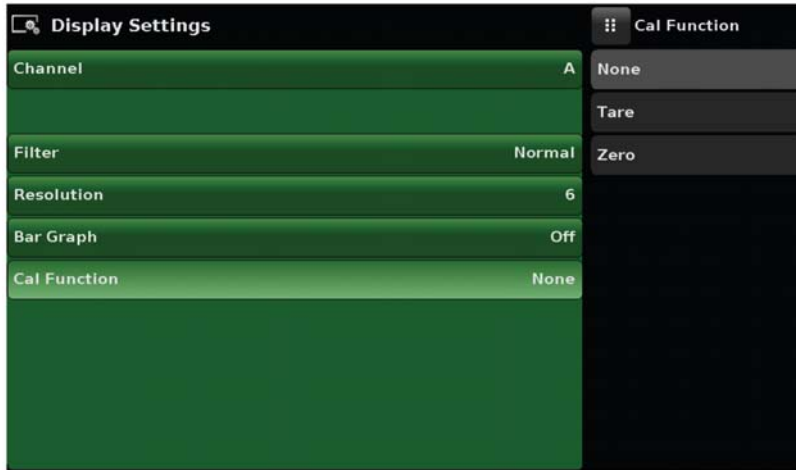 Display Settings
Channel A
Filter Normal
Resolution 6
Bar Graph Off
Cal Function None
Cal Function
None
Tare
Zero